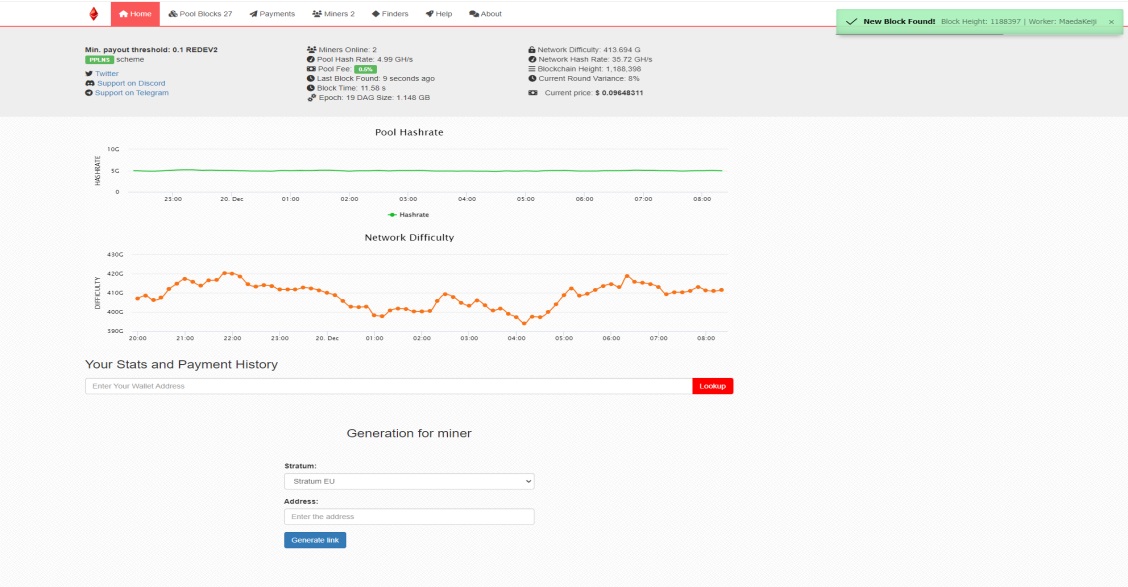 Home
Pool Blocks 27
Payments
Miners 2
Finders
Help
About
New Block Found! Block Height: 1188397 | Worker: MaedaKeiji ×
Min. payout threshold: 0.1 REDEV2
PPLNS scheme
Twitter
Support on Discord
Support on Telegram
Miners Online: 2
Pool Hash Rate: 4.99 GH/s
Pool Fee: 0.5%
Last Block Found: 9 seconds ago
Block Time: 11.58 s
Epoch: 19 DAG Size: 1.148 GB
Network Difficulty: 413.694 G
Network Hash Rate: 35.72 GH/s
Blockchain Height: 1,188,398
Current Round Variance: 8%
Current price: $ 0.09648311
Pool Hashrate
HASHRATE
10G
5G
0
23:00 20. Dec 01:00 02:00 03:00 04:00 05:00 06:00 07:00 08:00
Hashrate
Network Difficulty
DIFFICULTY
430G
420G
410G
400G
390G
20:00 21:00 22:00 23:00 20. Dec 01:00 02:00 03:00 04:00 05:00 06:00 07:00 08:00
Your Stats and Payment History
Enter Your Wallet Address
Lookup
Generation for miner
Stratum:
Stratum EU
Address:
Enter the address
Generate link